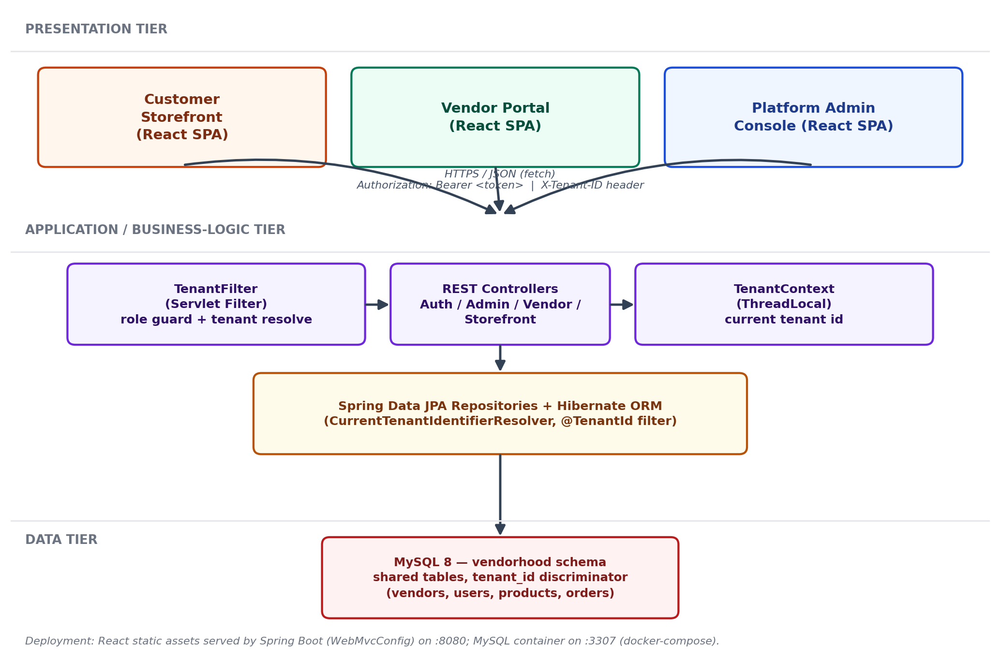 PRESENTATION TIER
Customer
Storefront
(React SPA)
Vendor Portal
(React SPA)
Platform Admin
Console (React SPA)
HTTPS / JSON (fetch)
Authorization: Bearer <token>  |  X-Tenant-ID header
APPLICATION / BUSINESS-LOGIC TIER
TenantFilter
(Servlet Filter)
role guard + tenant resolve
REST Controllers
Auth / Admin / Vendor /
Storefront
TenantContext
(ThreadLocal)
current tenant id
Spring Data JPA Repositories + Hibernate ORM
(CurrentTenantIdentifierResolver, @TenantId filter)
DATA TIER
MySQL 8 — vendorhood schema
shared tables, tenant_id discriminator
(vendors, users, products, orders)
Deployment: React static assets served by Spring Boot (WebMvcConfig) on :8080; MySQL container on :3307 (docker-compose).